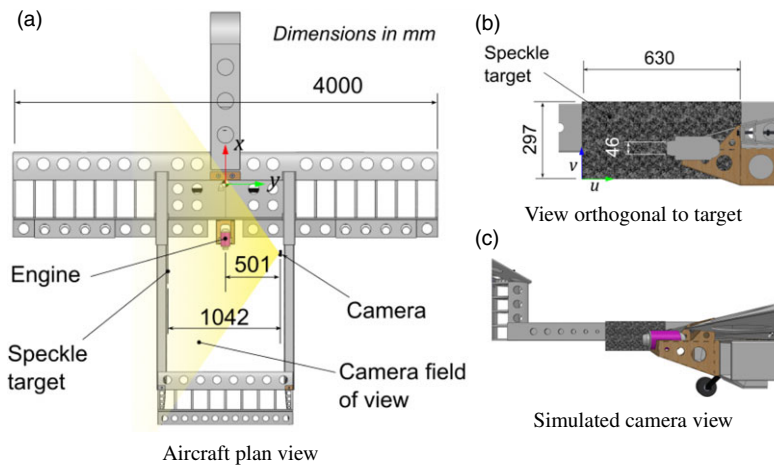 (a)
Dimensions in mm
4000
x
y
Engine
501
Camera
1042
Speckle
target
Camera field
of view
Aircraft plan view
(b)
Speckle
target
630
297
46
v
u
View orthogonal to target
(c)
Simulated camera view